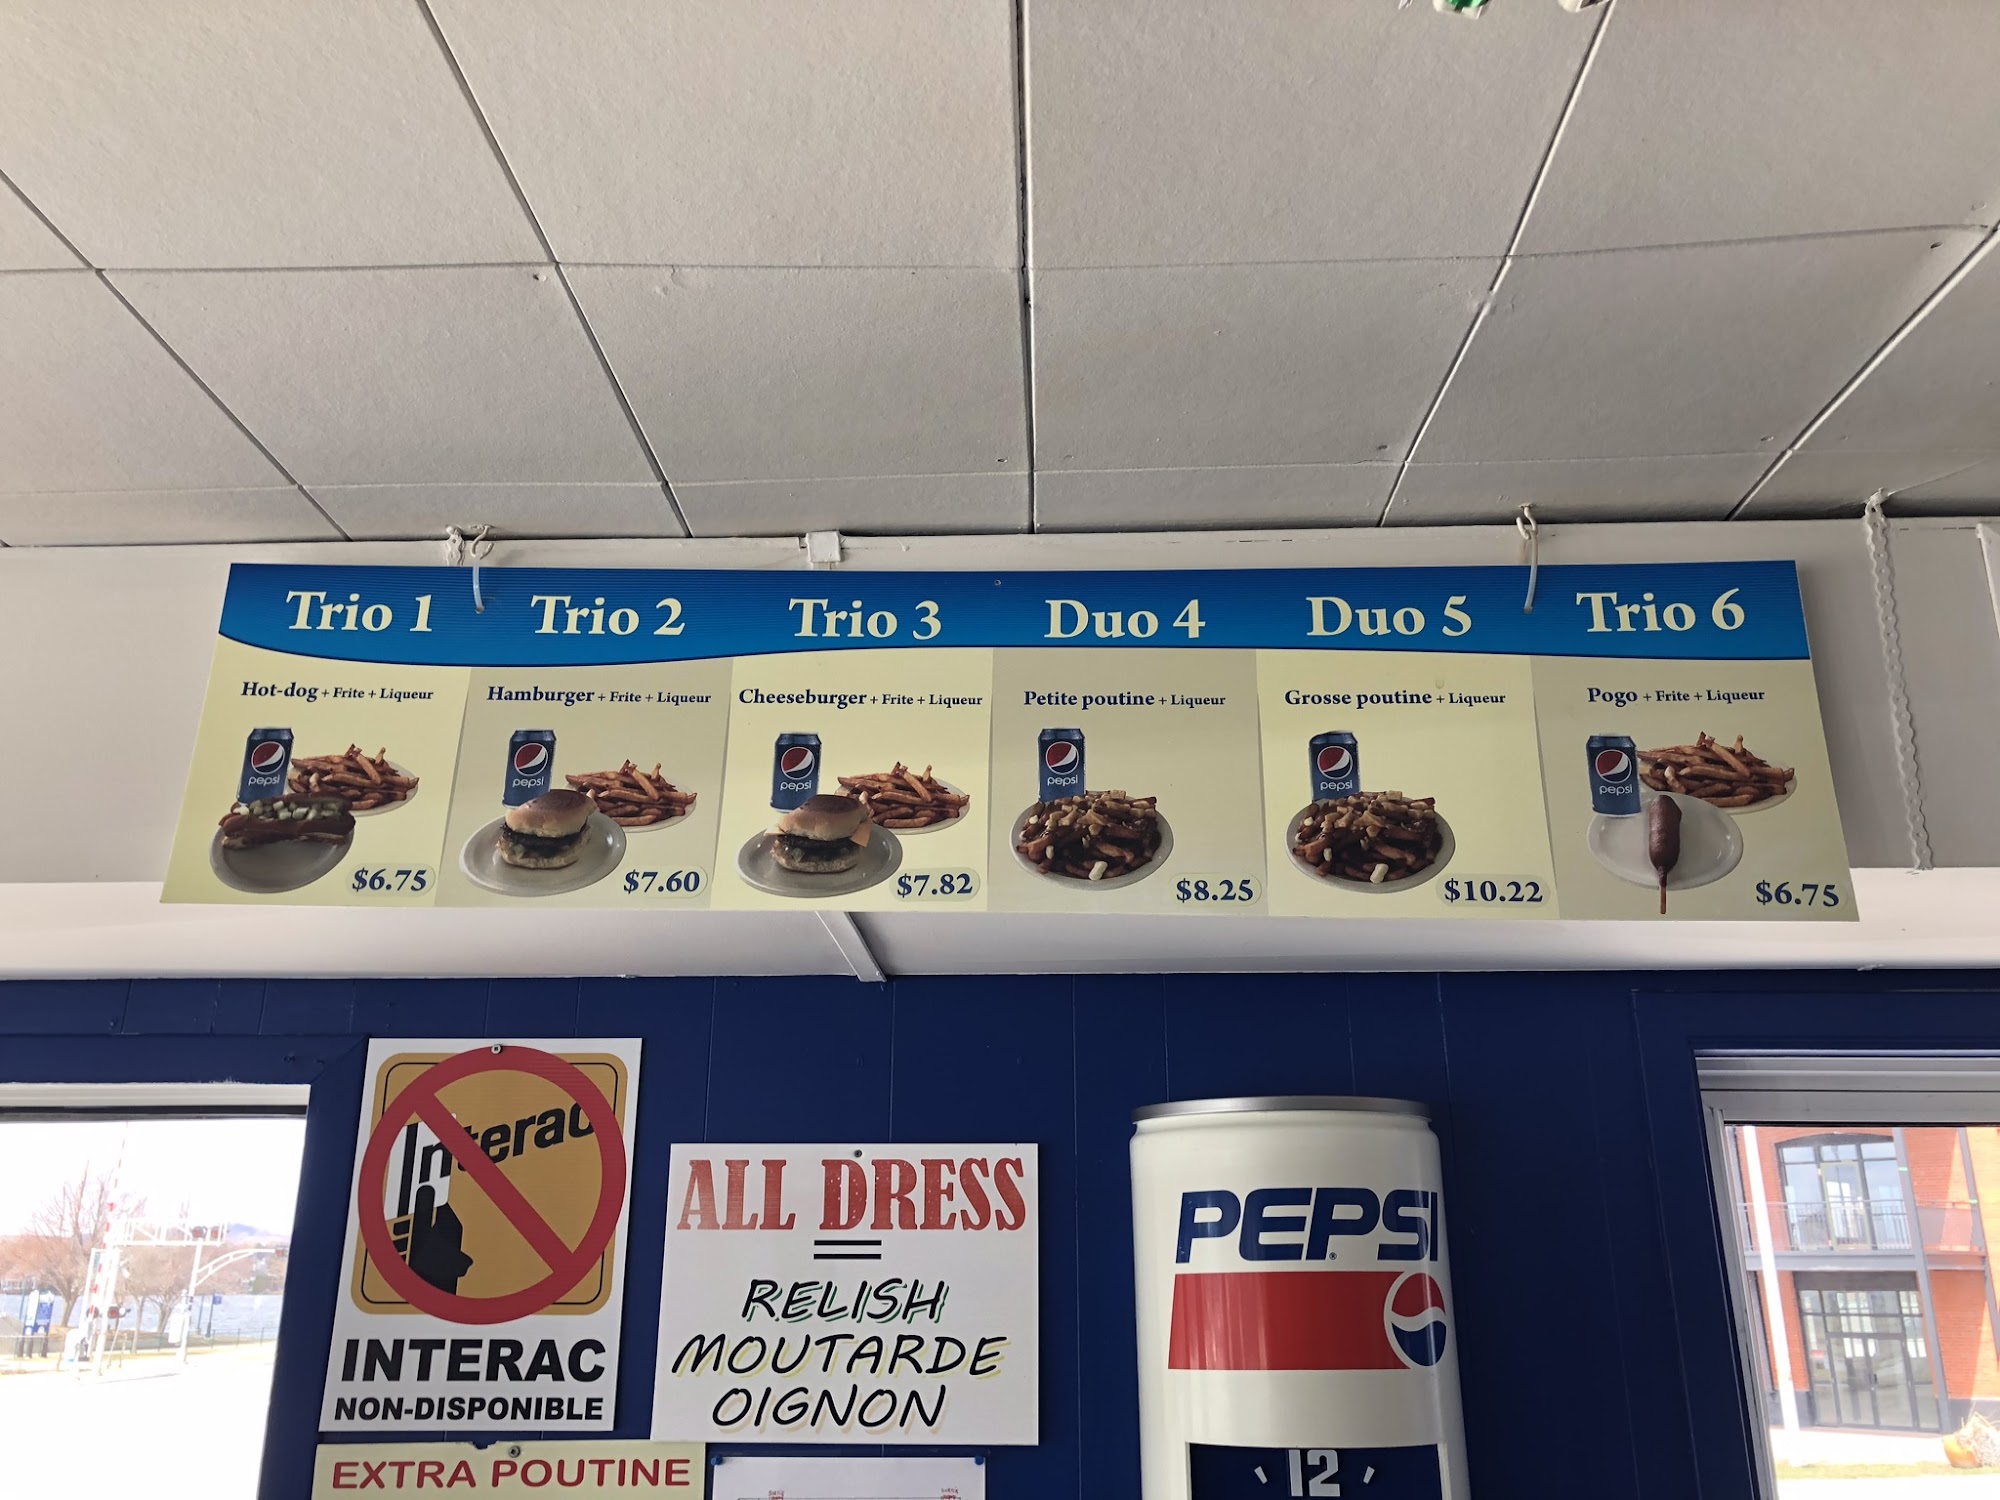 Trio 1
Trio 2
Trio 3
Duo 4
Duo 5
Trio 6
Hot-dog + Frite + Liqueur
Hamburger + Frite + Liqueur
Cheeseburger + Frite + Liqueur
Petite poutine + Liqueur
Grosse poutine + Liqueur
Pogo + Frite + Liqueur
pepsi
pepsi
pepsi
pepsi
pepsi
pepsi
$6.75
$7.60
$7.82
$8.25
$10.22
$6.75
Interac
INTERAC
NON-DISPONIBLE
EXTRA POUTINE
ALL DRESS
=
RELISH
MOUTARDE
OIGNON
PEPSI
12